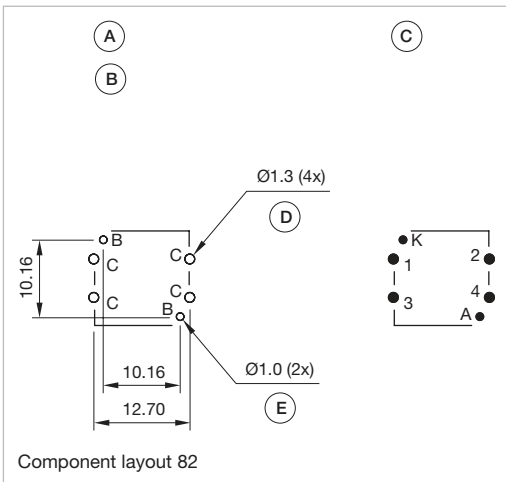 A
C
B
Ø1.3 (4x)
D
B
C
C
C
C
B
10.16
10.16
12.70
Ø1.0 (2x)
E
K
1
2
3
4
A
Component layout 82